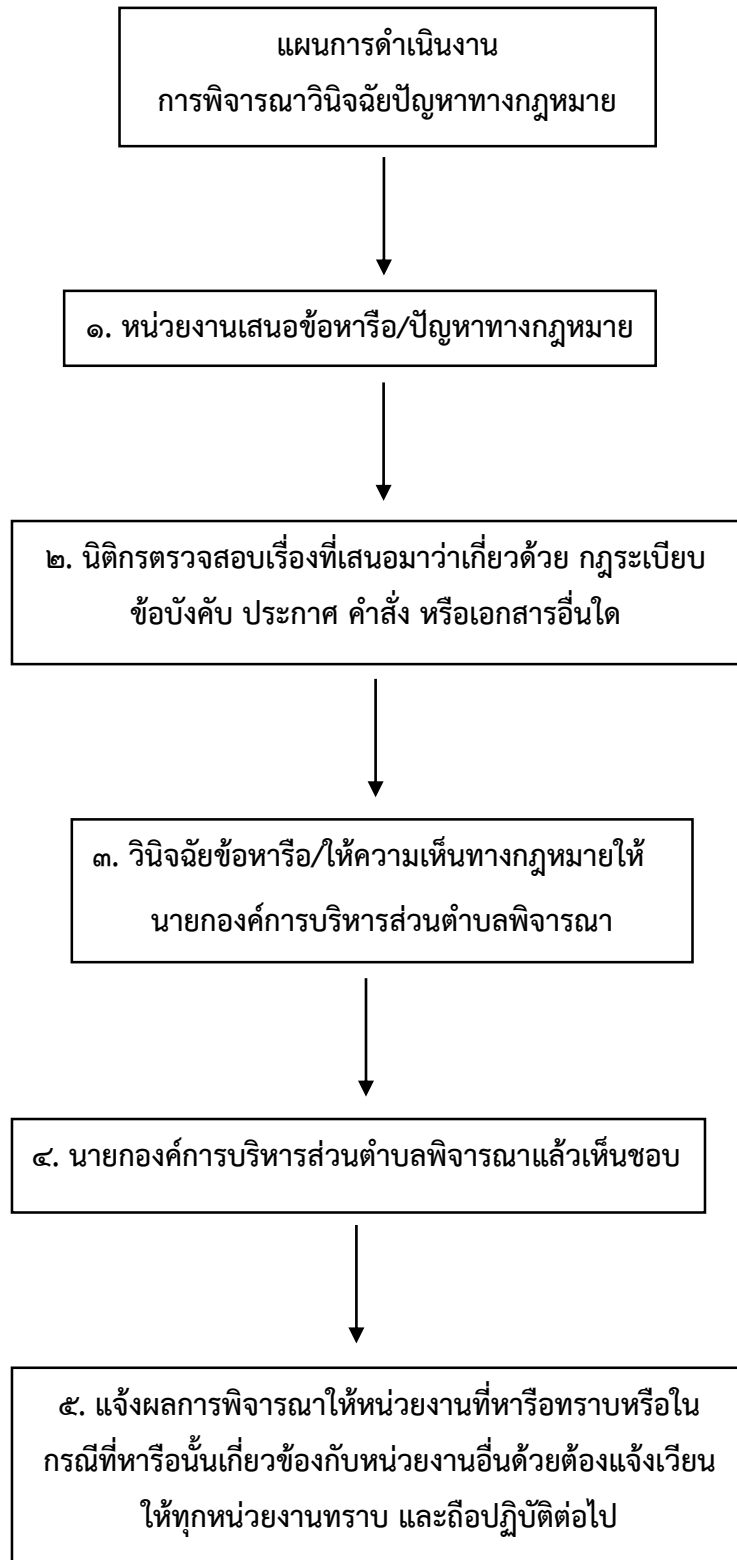 แผนการดำเนินงาน
การพิจารณาวินิจฉัยปัญหาทางกฎหมาย
๑. หน่วยงานเสนอข้อหารือ/ปัญหาทางกฎหมาย
๒. นิติกรตรวจสอบเรื่องที่เสนอมาว่าเกี่ยวด้วย กฎระเบียบ
ข้อบังคับ ประกาศ คำสั่ง หรือเอกสารอื่นใด
๓. วินิจฉัยข้อหารือ/ให้ความเห็นทางกฎหมายให้
นายกองค์การบริหารส่วนตำบลพิจารณา
๔. นายกองค์การบริหารส่วนตำบลพิจารณาแล้วเห็นชอบ
๕. แจ้งผลการพิจารณาให้หน่วยงานที่หารือทราบหรือใน
กรณีที่หารือนั้นเกี่ยวข้องกับหน่วยงานอื่นด้วยต้องแจ้งเวียน
ให้ทุกหน่วยงานทราบ และถือปฏิบัติต่อไป